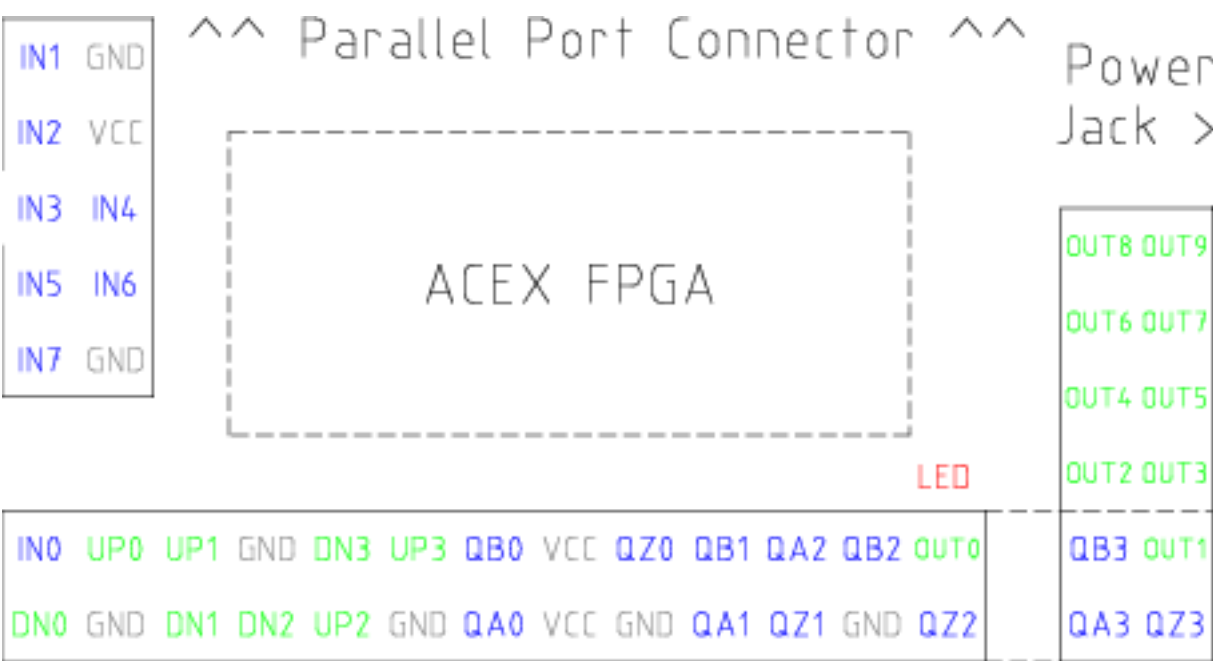 ^^ Parallel Port Connector ^^
Power
Jack >
IN1 GND
IN2 VCC
IN3 IN4
IN5 IN6
IN7 GND
ACEX FPGA
OUT8 OUT9
OUT6 OUT7
OUT4 OUT5
OUT2 OUT3
LED
IN0 UP0 UP1 GND DN3 UP3 QB0 VCC QZ0 QB1 QA2 QB2 OUT0
DN0 GND DN1 DN2 UP2 GND QA0 VCC GND QA1 QZ1 GND QZ2
QB3 OUT1
QA3 QZ3